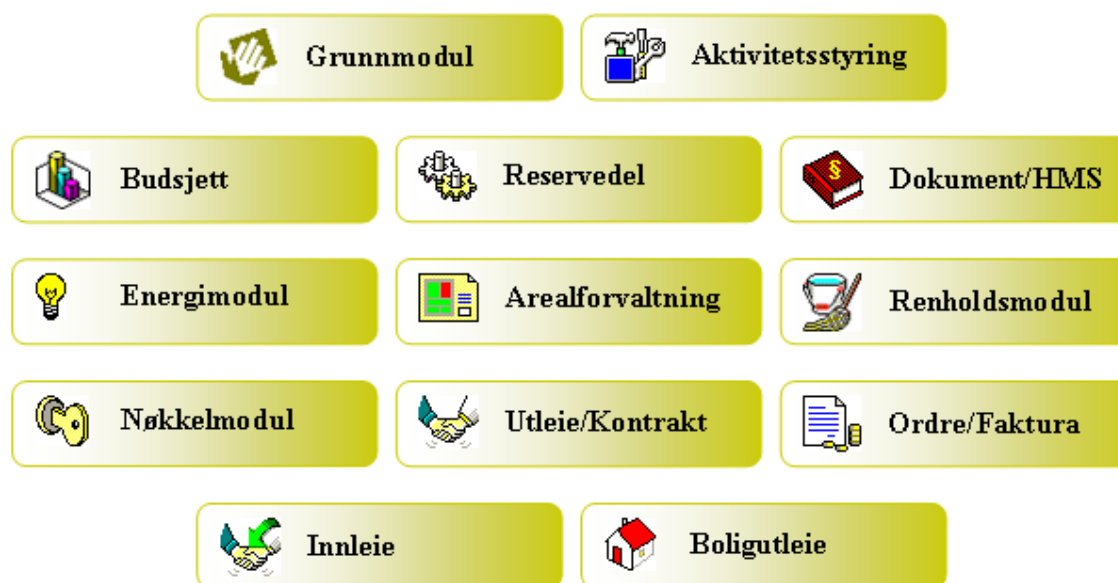 Grunnmodul
Aktivitetsstyring
Budsjett
Reservedel
Dokument/HMS
Energimodul
Arealforvaltning
Renholdsmodul
Nøkkelmodul
Utleie/Kontrakt
Ordre/Faktura
Innleie
Boligutleie